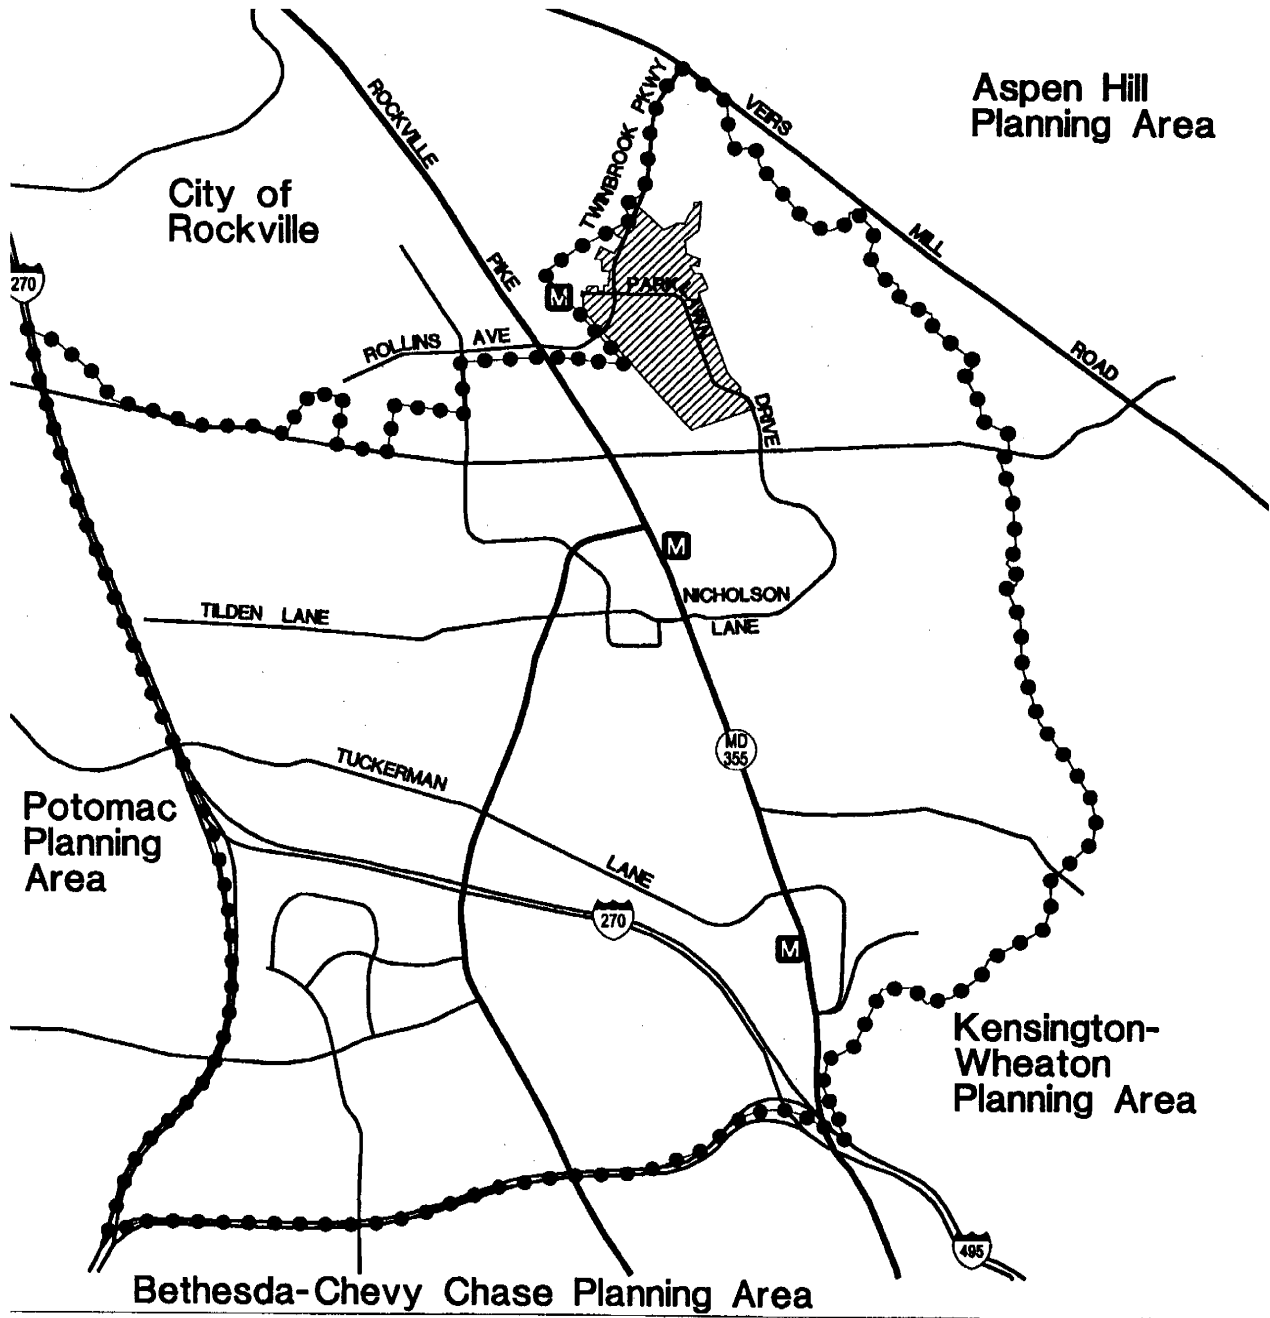 Aspen Hill
Planning Area
VEIRS
MILL
ROAD
ROCKVILLE
PIKE
TWINBROOK PKWY
City of
Rockville
270
M
PARKLAWN
DRIVE
ROLLINS AVE
M
NICHOLSON
LANE
TILDEN LANE
MD
355
TUCKERMAN
LANE
Potomac
Planning
Area
270
M
Kensington-
Wheaton
Planning Area
495
Bethesda-Chevy Chase Planning Area